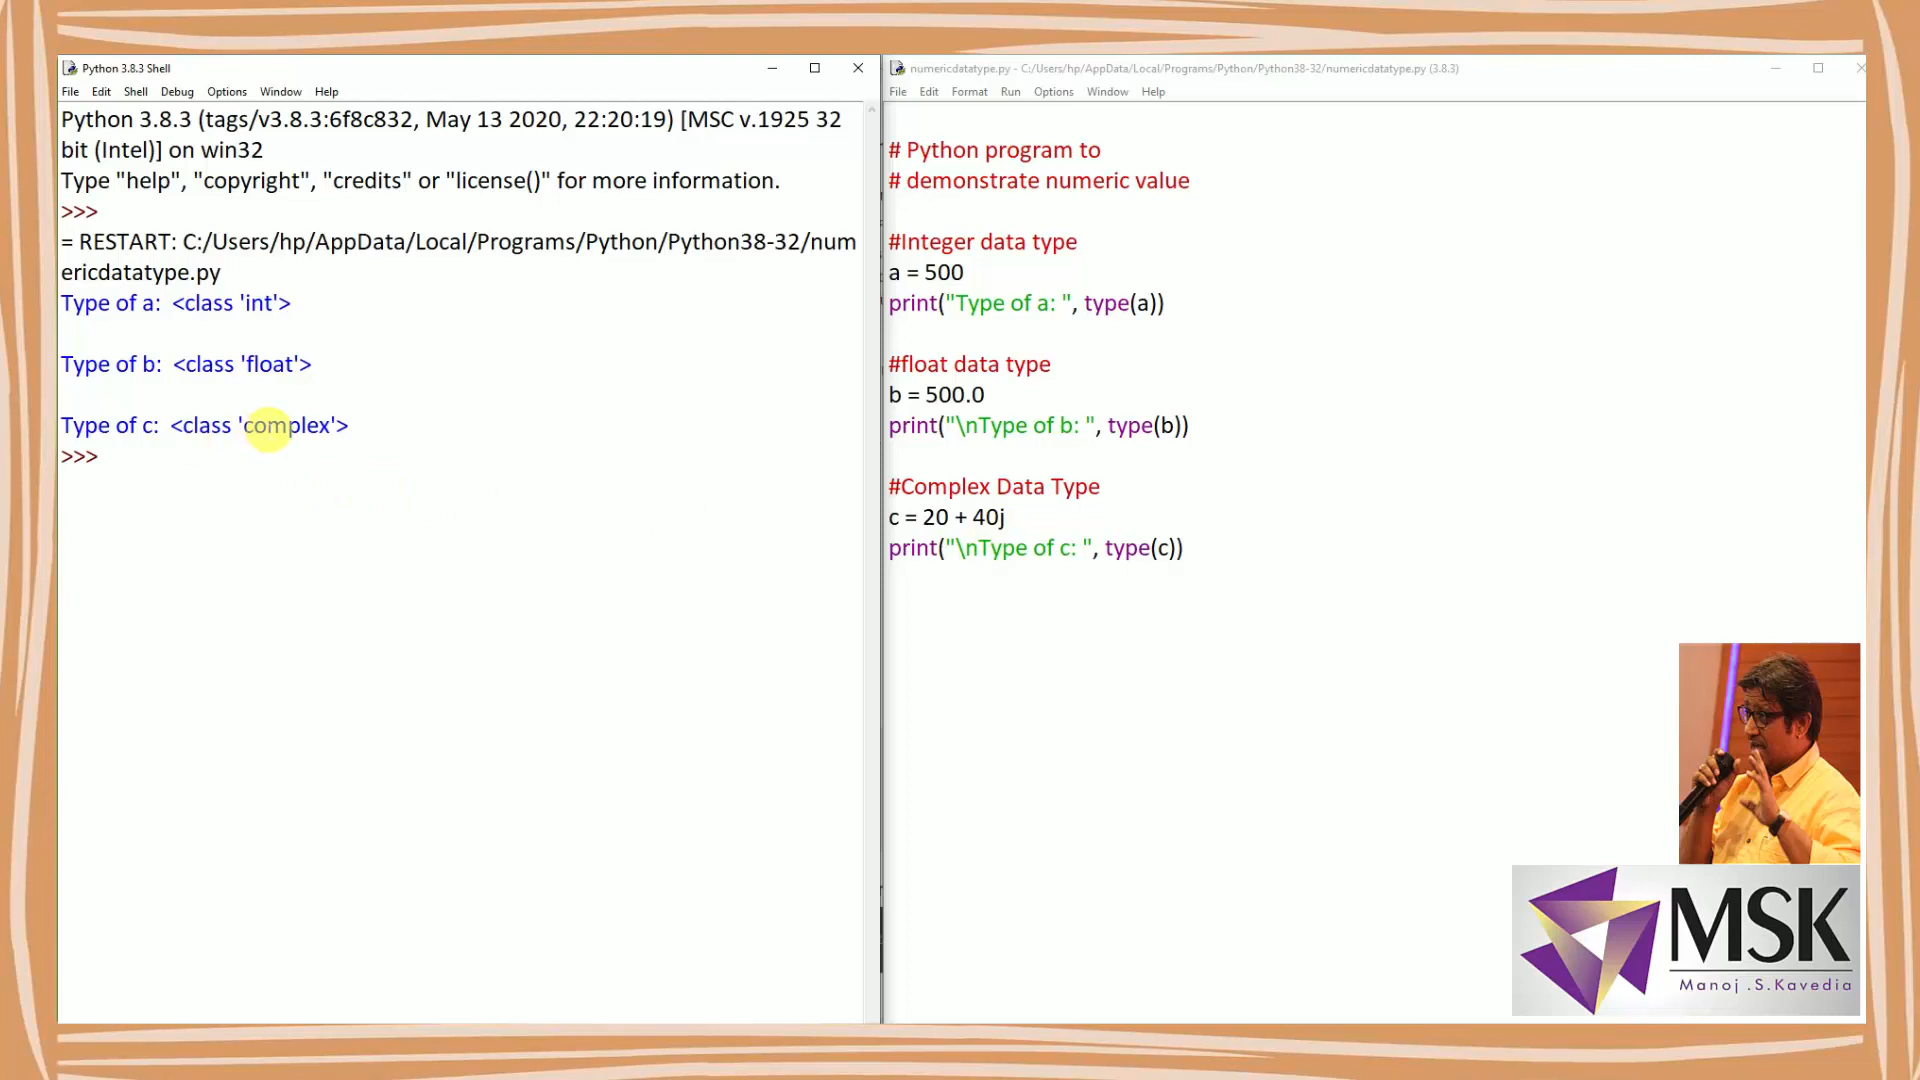 Python 3.8.3 Shell
File Edit Shell Debug Options Window Help
Python 3.8.3 (tags/v3.8.3:6f8c832, May 13 2020, 22:20:19) [MSC v.1925 32
bit (Intel)] on win32
Type "help", "copyright", "credits" or "license()" for more information.
>>>
= RESTART: C:/Users/hp/AppData/Local/Programs/Python/Python38-32/num
ericdatatype.py
Type of a:  <class 'int'>
Type of b:  <class 'float'>
Type of c:  <class 'complex'>
>>>
numericdatatype.py - C:/Users/hp/AppData/Local/Programs/Python/Python38-32/numericdatatype.py (3.8.3)
File Edit Format Run Options Window Help
# Python program to
# demonstrate numeric value
#Integer data type
a = 500
print("Type of a: ", type(a))
#float data type
b = 500.0
print("\nType of b: ", type(b))
#Complex Data Type
c = 20 + 40j
print("\nType of c: ", type(c))
MSK
Manoj .S.Kavedia